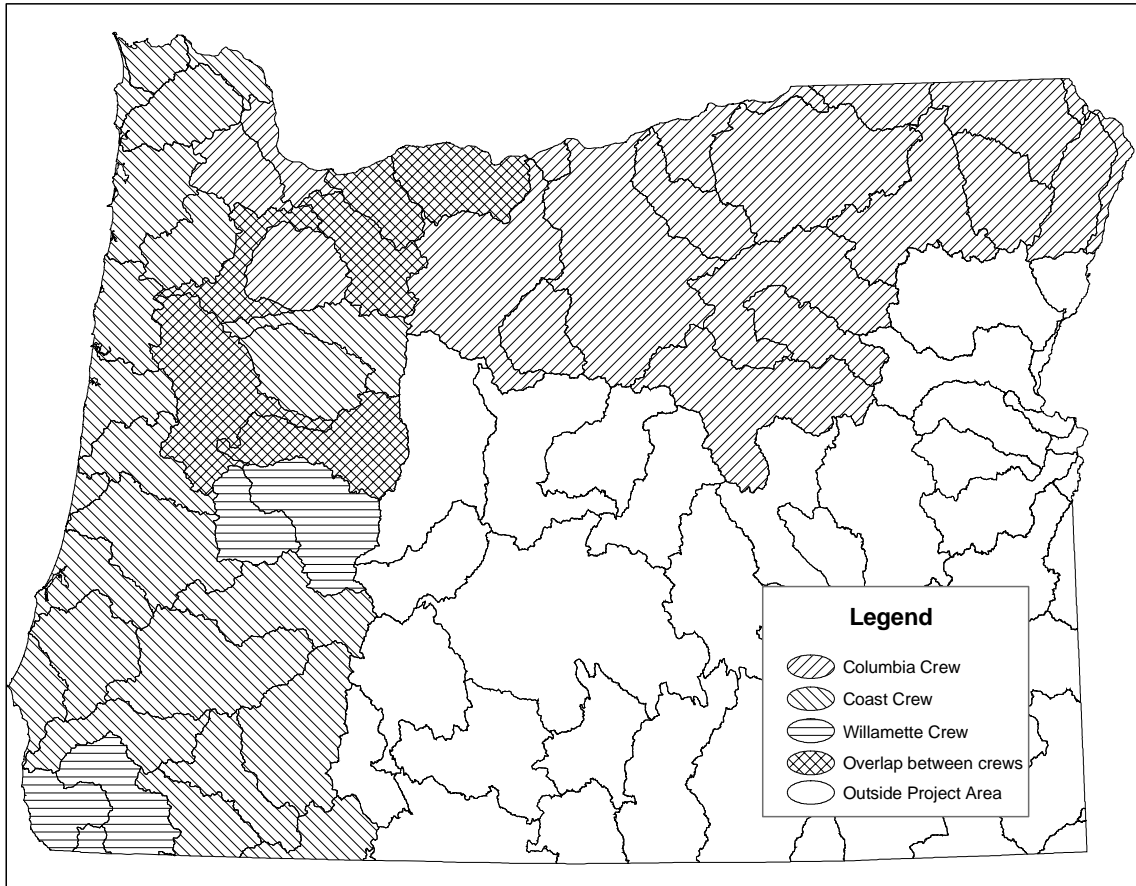 Legend
Columbia Crew
Coast Crew
Willamette Crew
Overlap between crews
Outside Project Area